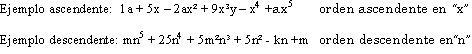 Ejemplo ascendente: 1a + 5x – 2ax² + 9x³y – x⁴ +ax⁵ orden ascendente en "x"
Ejemplo descendente: mn⁵ + 25n⁴ + 5m²n³ + 5n² - kn +m orden descendente en"n"